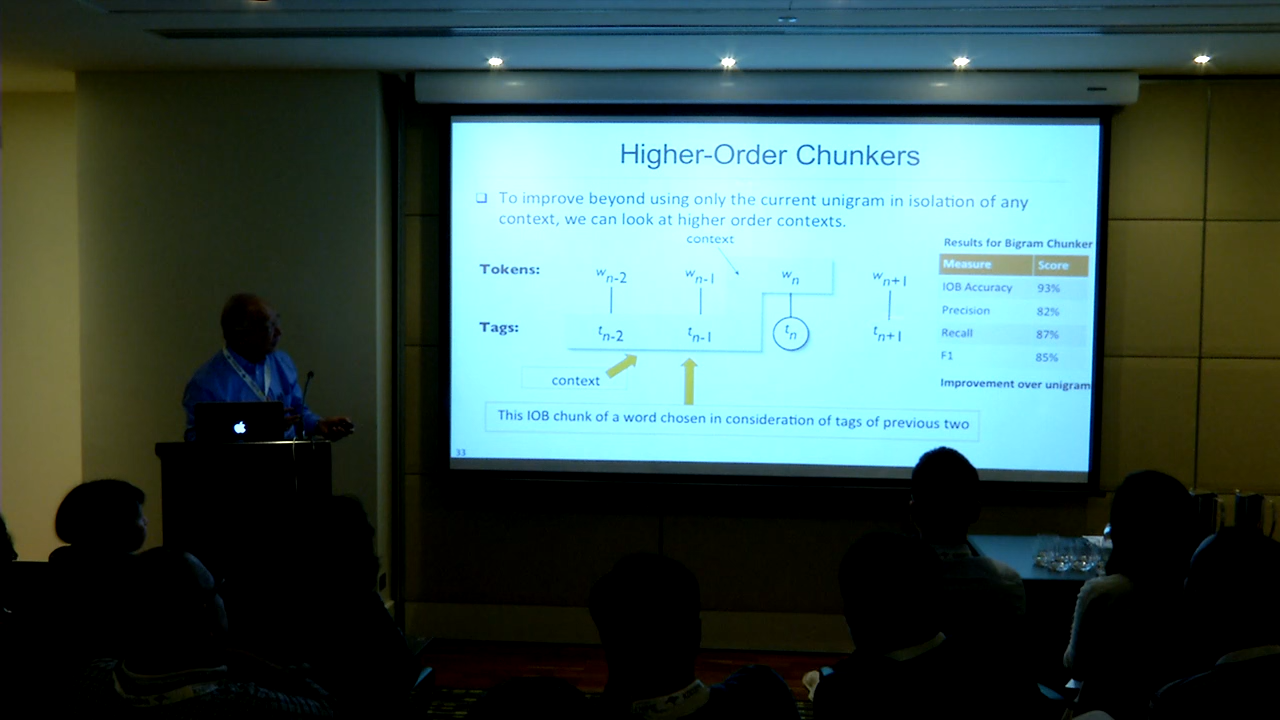 Higher-Order Chunkers
❑ To improve beyond using only the current unigram in isolation of any
context, we can look at higher order contexts.
context
Tokens: wn-2 wn-1 wn wn+1
Tags: tn-2 tn-1 tn tn+1
context
This IOB chunk of a word chosen in consideration of tags of previous two
Results for Bigram Chunker
Measure Score
IOB Accuracy 93%
Precision 82%
Recall 87%
F1 85%
Improvement over unigram
33